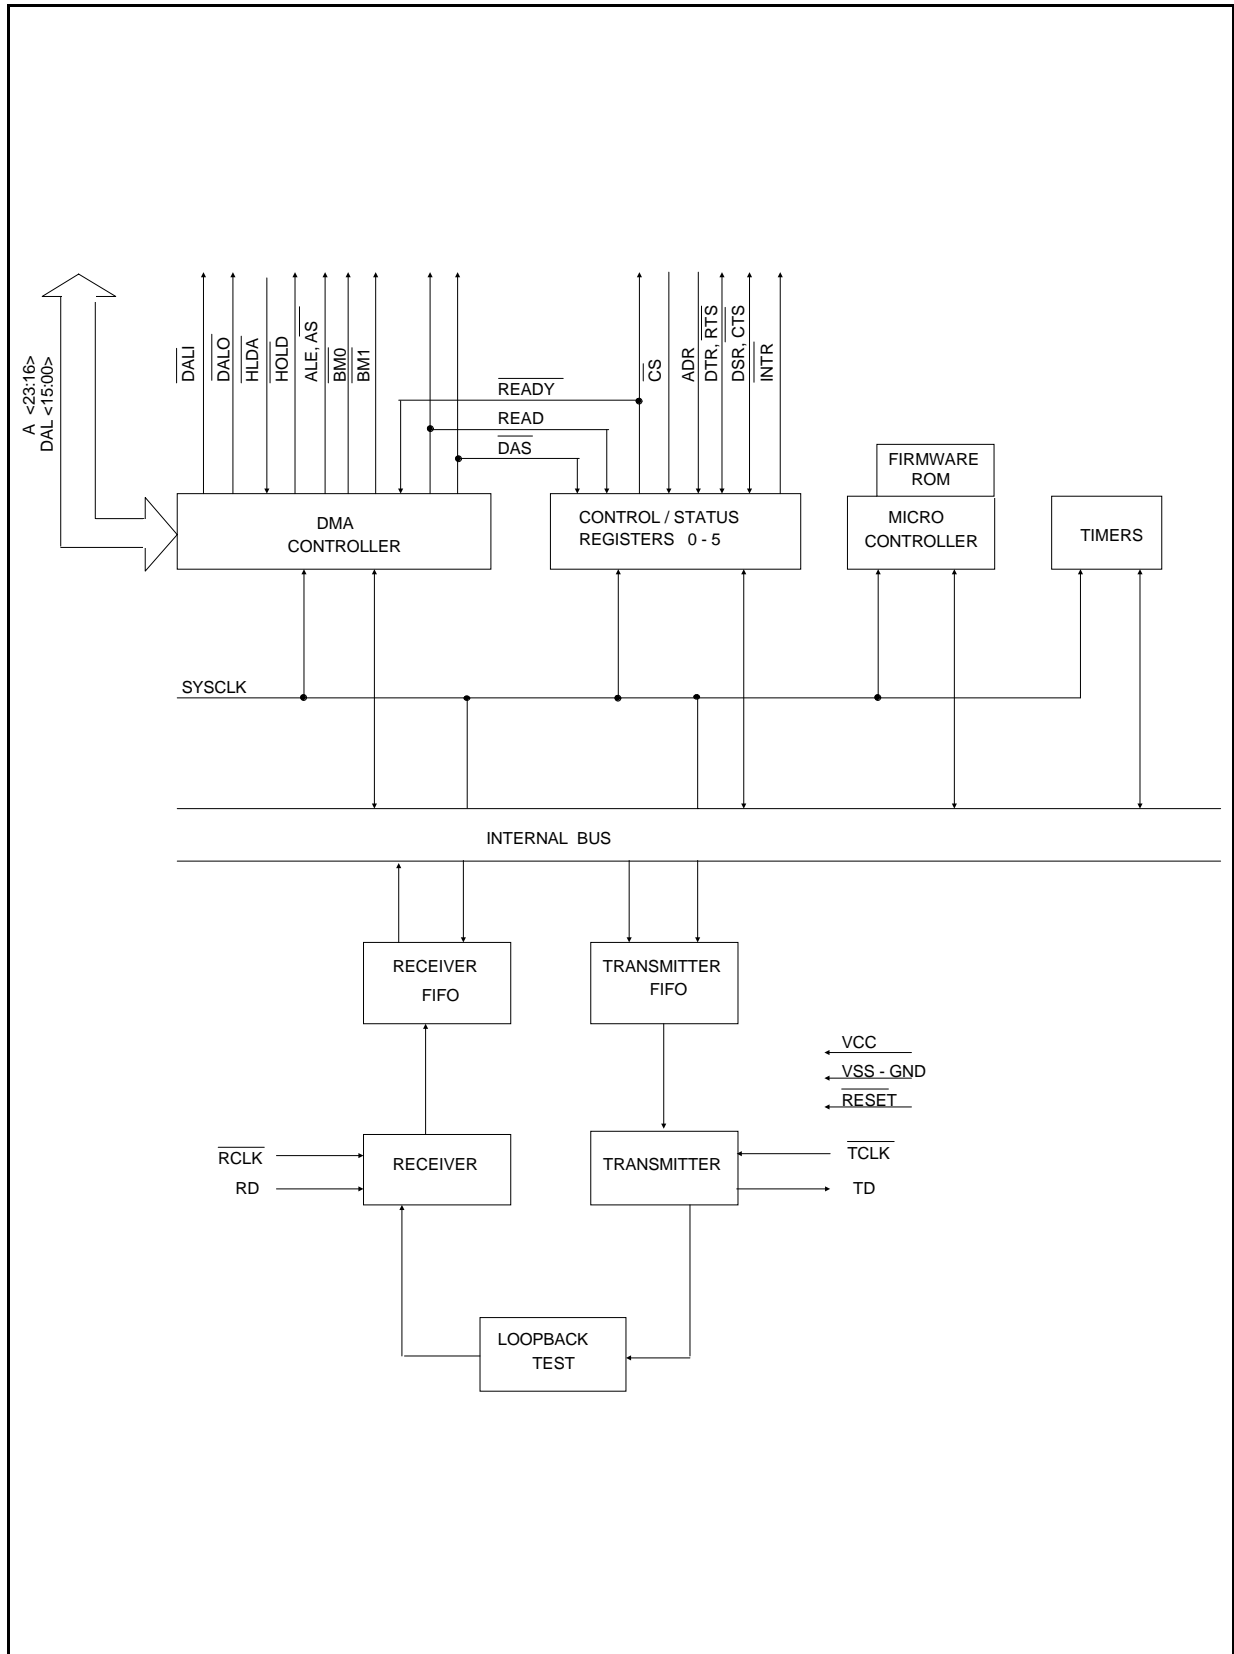 A <23:16>
DAL <15:00>
DALI
DALO
HLDA
HOLD
ALE, AS
BM0
BM1
READY
READ
DAS
CS
ADR
DTR, RTS
DSR, CTS
INTR
DMA
CONTROLLER
CONTROL / STATUS
REGISTERS 0 - 5
FIRMWARE
ROM
MICRO
CONTROLLER
TIMERS
SYSCLK
INTERNAL BUS
RECEIVER
FIFO
TRANSMITTER
FIFO
VCC
VSS - GND
RESET
RCLK
RD
RECEIVER
TRANSMITTER
TCLK
TD
LOOPBACK
TEST